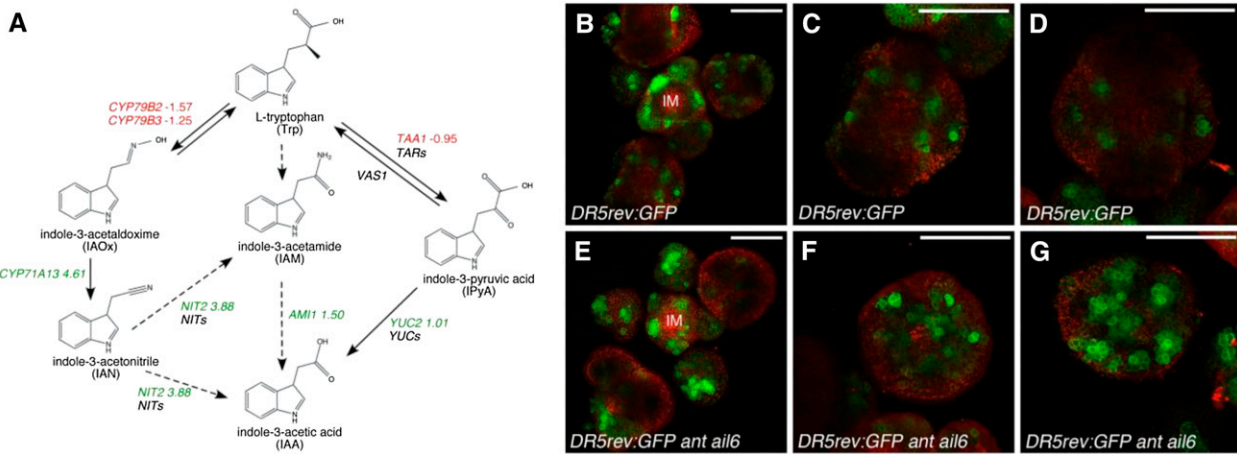 A
OH
O
N
H
L-tryptophan
(Trp)
CYP79B2 -1.57
CYP79B3 -1.25
TAA1 -0.95
TARs
VAS1
N
OH
N
H
indole-3-acetaldoxime
(IAOx)
NH₂
O
N
H
indole-3-acetamide
(IAM)
O
OH
O
N
H
indole-3-pyruvic acid
(IPyA)
CYP71A13 4.61
NIT2 3.88
NITs
AMI1 1.50
YUC2 1.01
YUCs
N
N
H
indole-3-acetonitrile
(IAN)
NIT2 3.88
NITs
OH
O
N
H
indole-3-acetic acid
(IAA)
B
IM
DR5rev:GFP
C
DR5rev:GFP
D
DR5rev:GFP
E
IM
DR5rev:GFP ant ail6
F
DR5rev:GFP ant ail6
G
DR5rev:GFP ant ail6